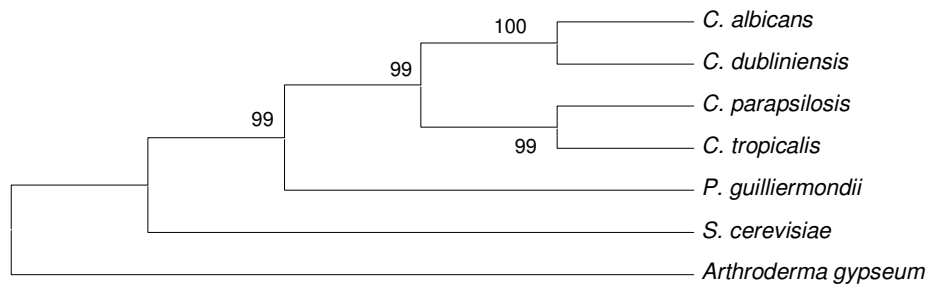 100
C. albicans
C. dubliniensis
99
C. parapsilosis
99
C. tropicalis
99
P. guilliermondii
S. cerevisiae
Arthroderma gypseum